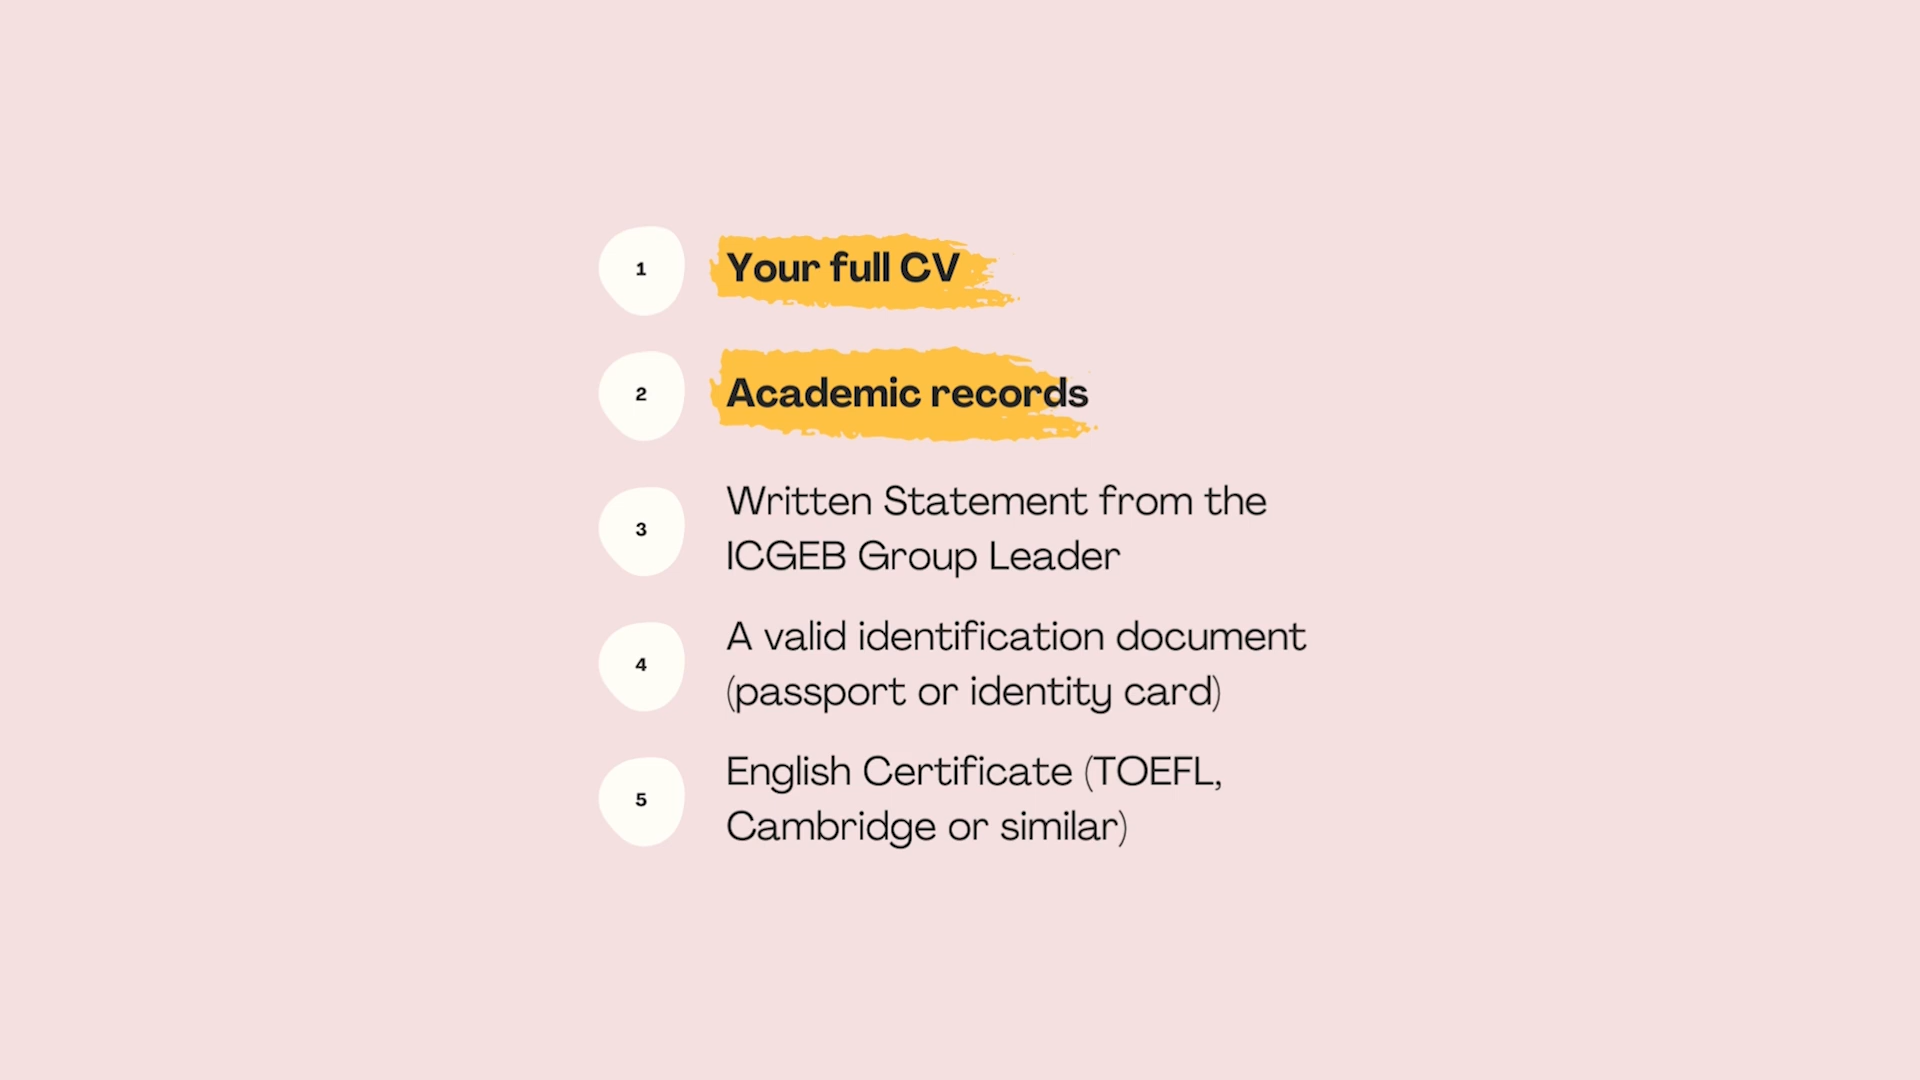 1 Your full CV
2 Academic records
3 Written Statement from the
ICGEB Group Leader
4 A valid identification document
(passport or identity card)
5 English Certificate (TOEFL,
Cambridge or similar)